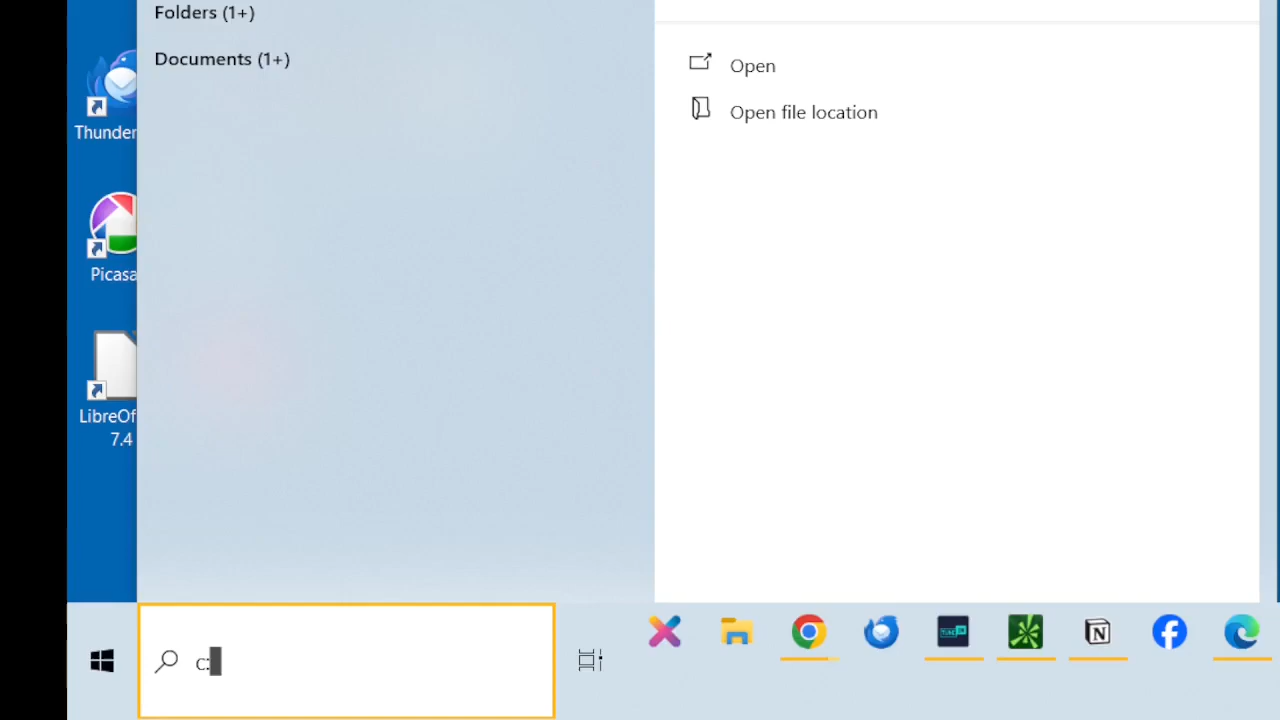 Folders (1+)
Documents (1+)
Open
Open file location
Thunder
Picasa
LibreOf
7.4
c: